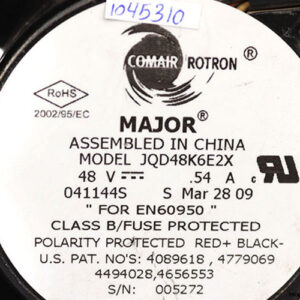 1045310
COMAIR ROTRON ®
RoHS
2002/95/EC
MAJOR®
ASSEMBLED IN CHINA
MODEL JQD48K6E2X
48 V .54 A
041144S S Mar 28 09
" FOR EN60950 "
CLASS B/FUSE PROTECTED
POLARITY PROTECTED RED+ BLACK-
U.S. PAT. NO'S: 4089618 , 4779069
4494028,4656553
S/N: 005272